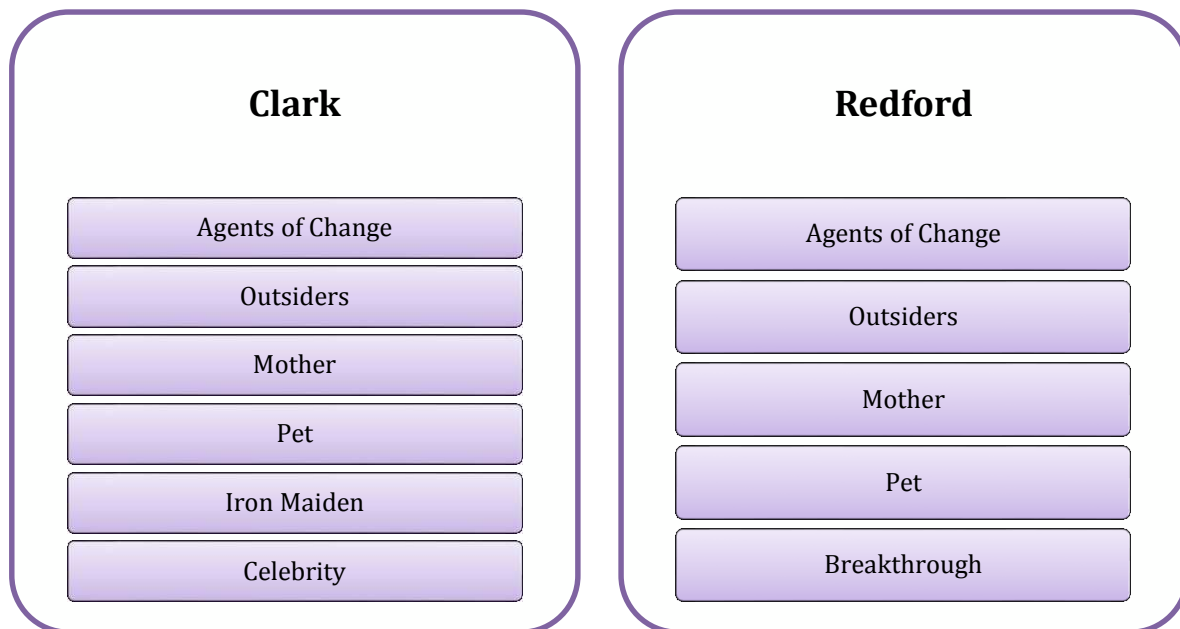 Clark
Agents of Change
Outsiders
Mother
Pet
Iron Maiden
Celebrity
Redford
Agents of Change
Outsiders
Mother
Pet
Breakthrough